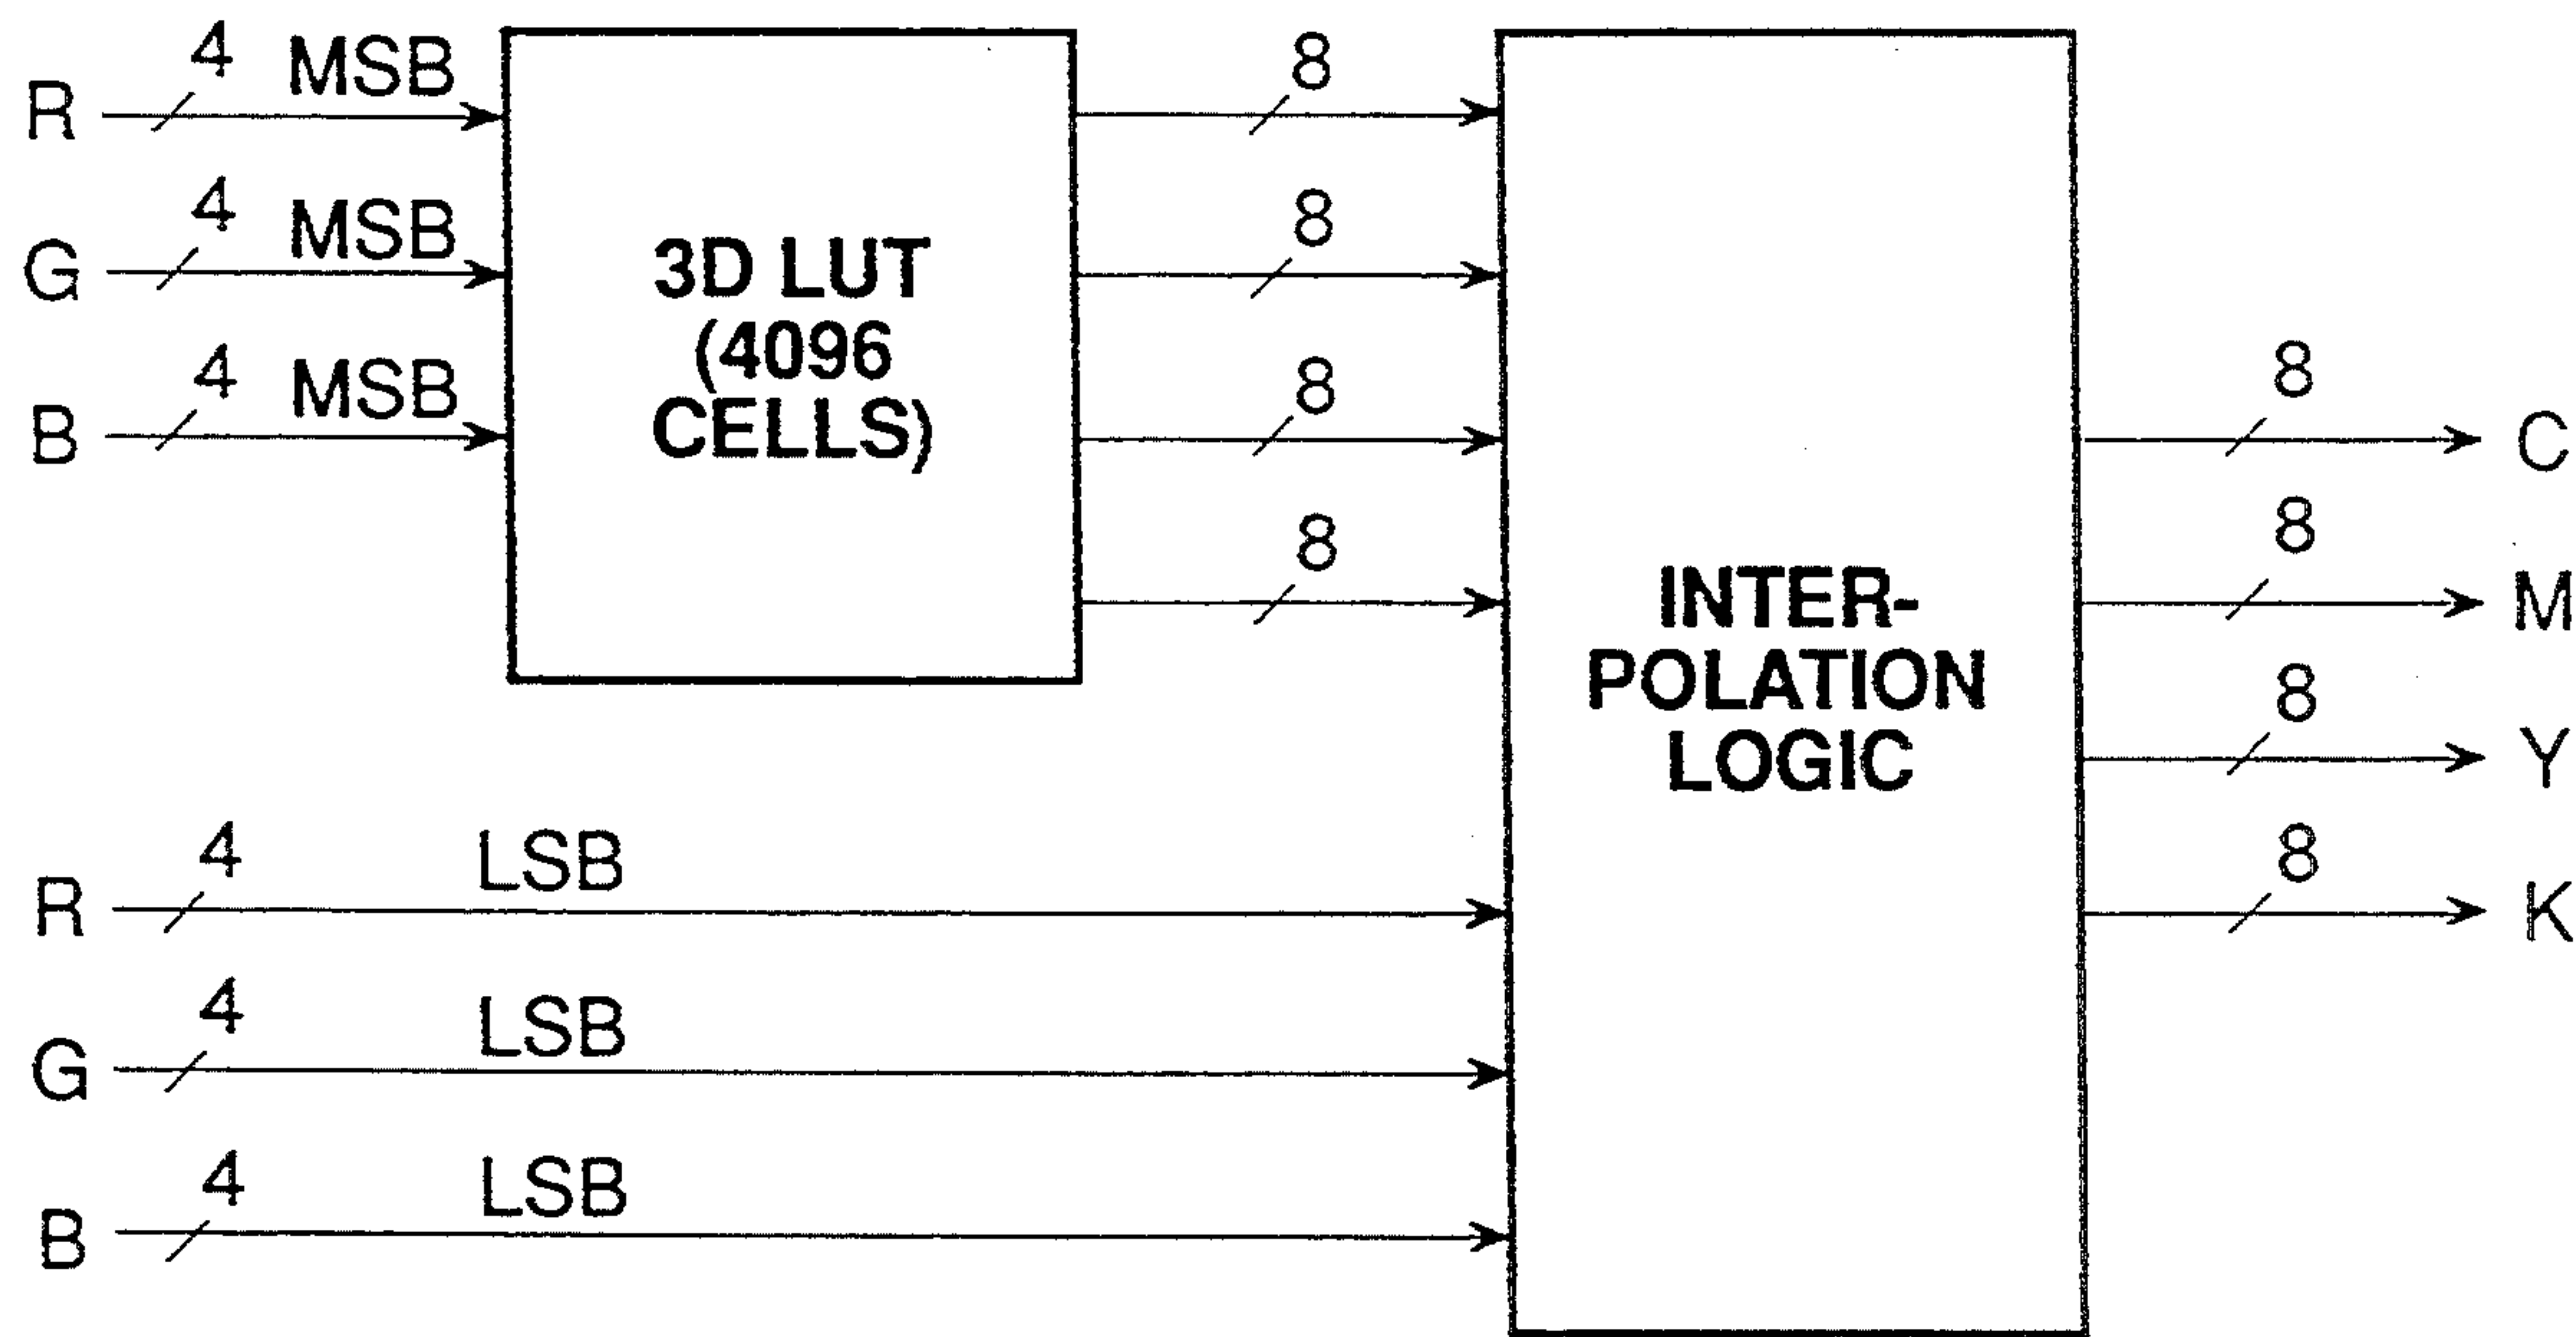 R 4 MSB
G 4 MSB
B 4 MSB
3D LUT
(4096
CELLS)
8
8
8
8
R 4 LSB
G 4 LSB
B 4 LSB
INTER-
POLATION
LOGIC
8 C
8 M
8 Y
8 K